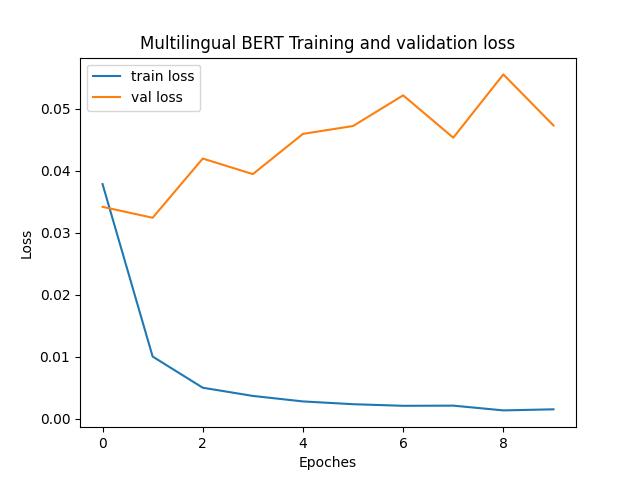 Multilingual BERT Training and validation loss
train loss
val loss
0.05
0.04
0.03
0.02
0.01
0.00
Loss
0 2 4 6 8
Epoches